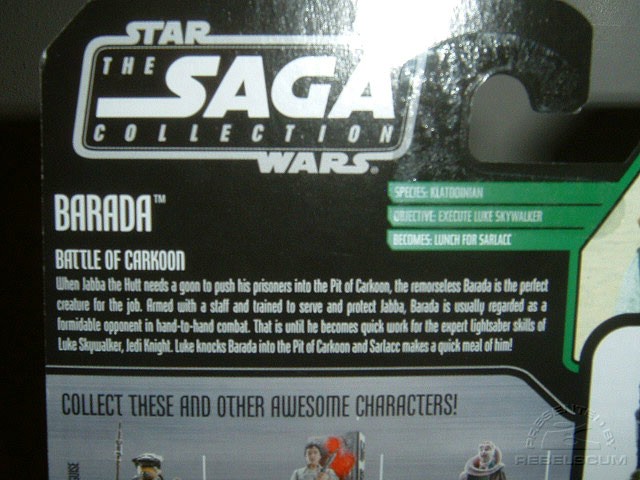 STAR
THE SAGA
COLLECTION
WARS®
BARADA™
SPECIES: KLATOOINIAN
OBJECTIVE: EXECUTE LUKE SKYWALKER
BECOMES: LUNCH FOR SARLACC
BATTLE OF CARKOON
When Jabba the Hutt needs a goon to push his prisoners into the Pit of Carkoon, the remorseless Barada is the perfect
creature for the job. Armed with a staff and trained to serve and protect Jabba, Barada is usually regarded as a
formidable opponent in hand-to-hand combat. That is until he becomes quick work for the expert lightsaber skills of
Luke Skywalker, Jedi Knight. Luke knocks Barada into the Pit of Carkoon and Sarlacc makes a quick meal of him!
COLLECT THESE AND OTHER AWESOME CHARACTERS!
PRESENTED BY
REBELSCUM